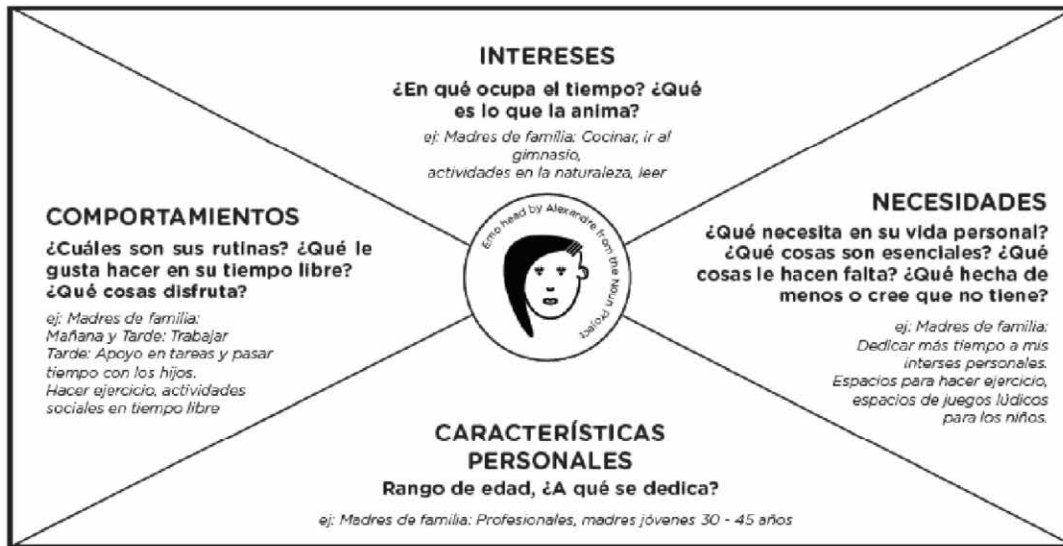 INTERESES
¿En qué ocupa el tiempo? ¿Qué
es lo que la anima?
ej: Madres de familia: Cocinar, ir al
gimnasio,
actividades en la naturaleza, leer
COMPORTAMIENTOS
¿Cuáles son sus rutinas? ¿Qué le
gusta hacer en su tiempo libre?
¿Qué cosas disfruta?
ej: Madres de familia:
Mañana y Tarde: Trabajar
Tarde: Apoyo en tareas y pasar
tiempo con los hijos.
Hacer ejercicio, actividades
sociales en tiempo libre
Emo head by Alexandre from the Noun Project
NECESIDADES
¿Qué necesita en su vida personal?
¿Qué cosas son esenciales? ¿Qué
cosas le hacen falta? ¿Qué hecha de
menos o cree que no tiene?
ej: Madres de familia:
Dedicar más tiempo a mis
interses personales.
Espacios para hacer ejercicio,
espacios de juegos lúdicos
para los niños.
CARACTERÍSTICAS
PERSONALES
Rango de edad, ¿A qué se dedica?
ej: Madres de familia: Profesionales, madres jóvenes 30 - 45 años